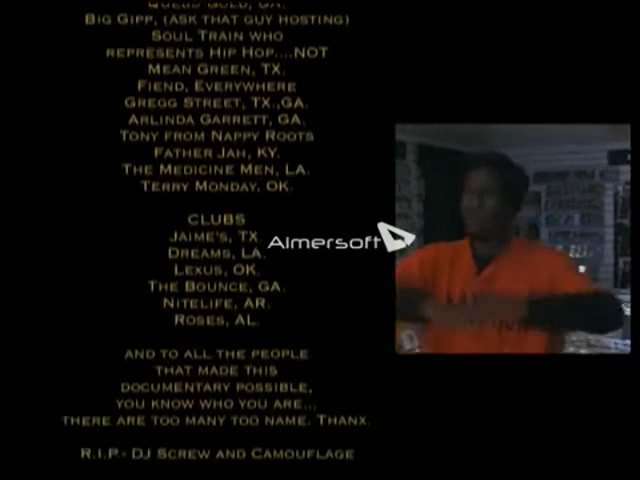 QUEBO GOLD, GA.
BIG GIPP, (ASK THAT GUY HOSTING)
SOUL TRAIN WHO
REPRESENTS HIP HOP....NOT
MEAN GREEN, TX.
FIEND, EVERYWHERE
GREGG STREET, TX.,GA.
ARLINDA GARRETT, GA.
TONY FROM NAPPY ROOTS
FATHER JAH, KY.
THE MEDICINE MEN, LA.
TERRY MONDAY, OK.
CLUBS
JAIME'S, TX
DREAMS, LA.
LEXUS, OK.
THE BOUNCE, GA.
NITELIFE, AR.
ROSES, AL.
Aimersoft
AND TO ALL THE PEOPLE
THAT MADE THIS
DOCUMENTARY POSSIBLE,
YOU KNOW WHO YOU ARE...
THERE ARE TOO MANY TOO NAME. THANX.
R.I.P.- DJ SCREW AND CAMOUFLAGE